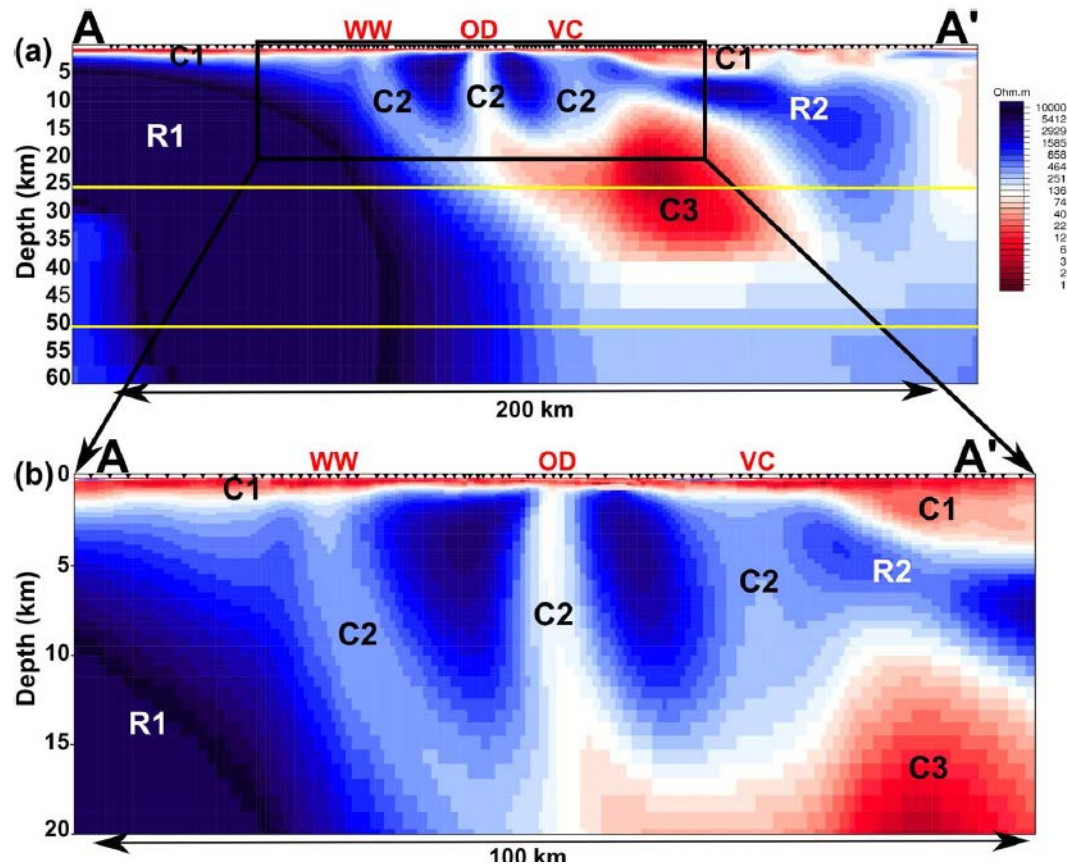 A WW OD VC A'
(a) 0
C1 C1
Ohm.m
5
10 C2 C2 C2
15 R1 R2
20
25
30 C3
35
40
45
50
55
60
Depth (km)
10000
5412
2929
1585
858
464
251
136
74
40
22
12
6
3
2
1
200 km
A WW OD VC A'
(b) 0
C1 C1
5 R2
C2
C2 C2
10
R1
15
C3
20
Depth (km)
100 km